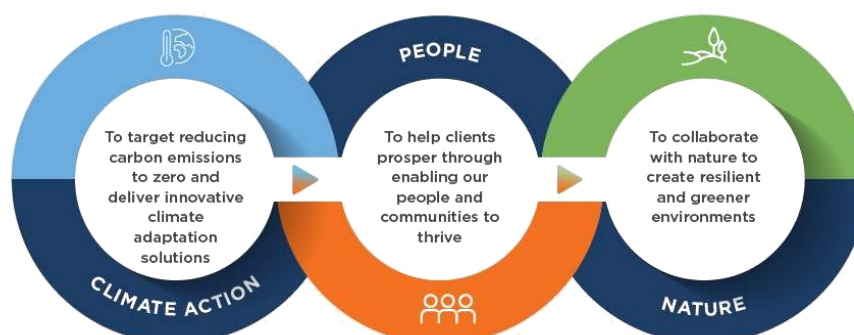 To target reducing
carbon emissions
to zero and
deliver innovative
climate
adaptation
solutions
CLIMATE ACTION
PEOPLE
To help clients
prosper through
enabling our
people and
communities to
thrive
To collaborate
with nature to
create resilient
and greener
environments
NATURE